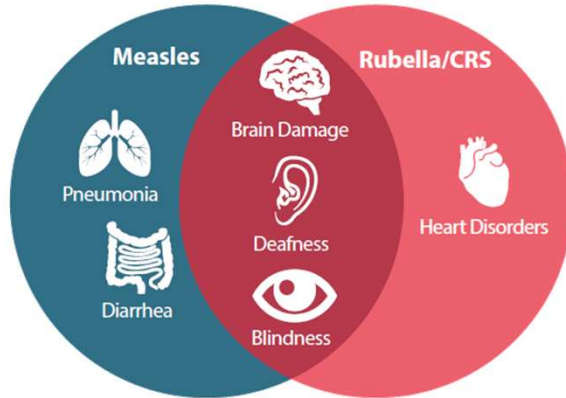 Measles
Rubella/CRS
Brain Damage
Pneumonia
Deafness
Heart Disorders
Diarrhea
Blindness